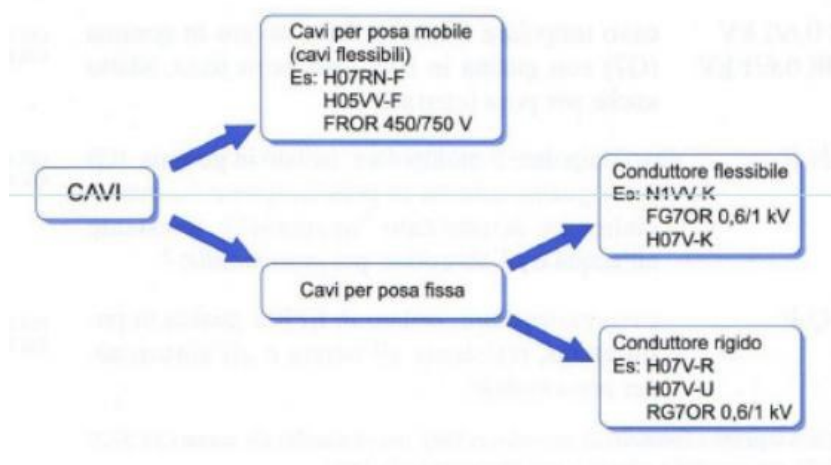 Cavi per posa mobile
(cavi flessibili)
Es: H07RN-F
H05VV-F
FROR 450/750 V
CAVI
Conduttore flessibile
Es: N1VV-K
FG7OR 0,6/1 kV
H07V-K
Cavi per posa fissa
Conduttore rigido
Es: H07V-R
H07V-U
RG7OR 0,6/1 kV